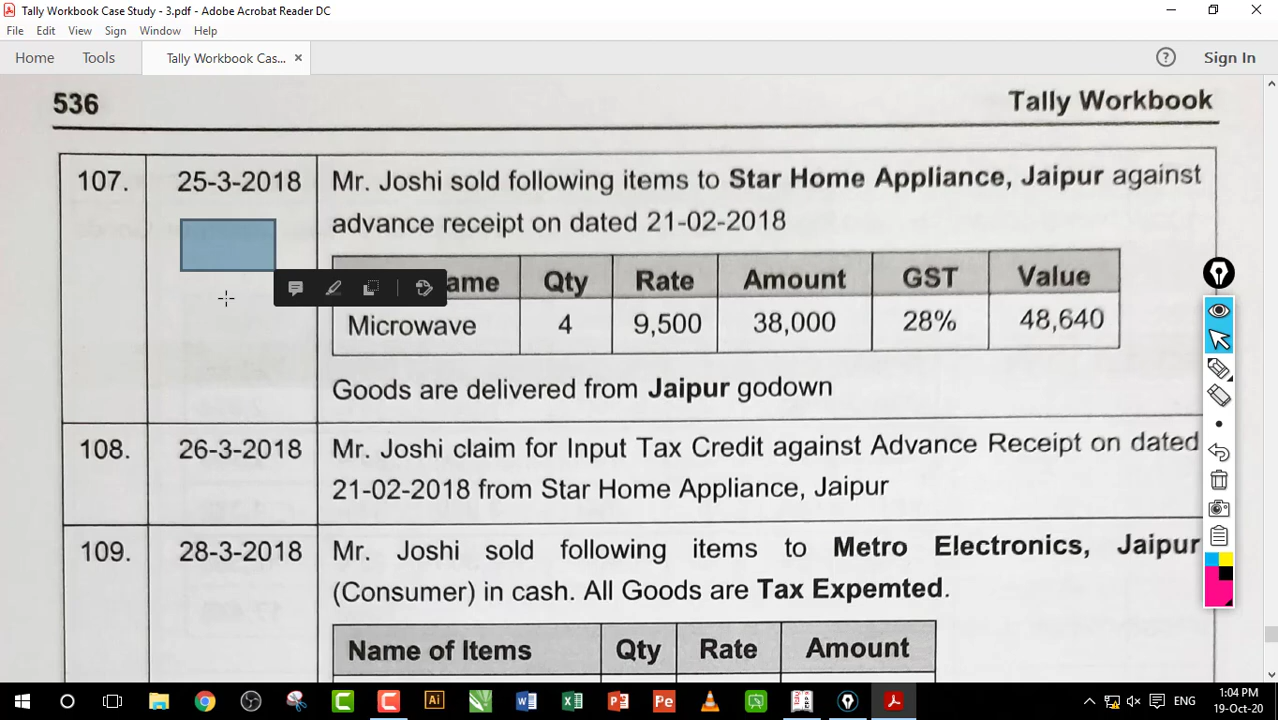 Tally Workbook Case Study - 3.pdf - Adobe Acrobat Reader DC
File Edit View Sign Window Help
Home Tools Tally Workbook Cas... Sign In
536 Tally Workbook
107. 25-3-2018 Mr. Joshi sold following items to Star Home Appliance, Jaipur against
advance receipt on dated 21-02-2018
ame Qty Rate Amount GST Value
Microwave 4 9,500 38,000 28% 48,640
Goods are delivered from Jaipur godown
108. 26-3-2018 Mr. Joshi claim for Input Tax Credit against Advance Receipt on dated
21-02-2018 from Star Home Appliance, Jaipur
109. 28-3-2018 Mr. Joshi sold following items to Metro Electronics, Jaipur
(Consumer) in cash. All Goods are Tax Expemted.
Name of Items Qty Rate Amount
ENG 1:04 PM
19-Oct-20